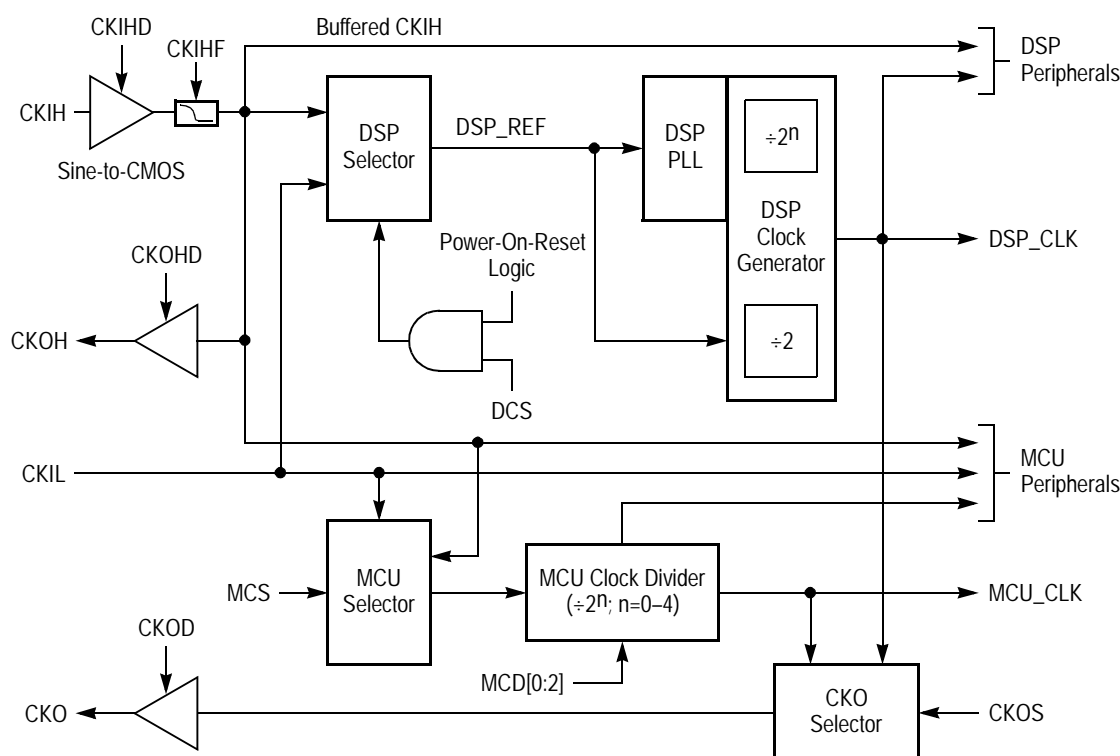 CKIHD
Buffered CKIH
CKIHF
DSP
Peripherals
CKIH
Sine-to-CMOS
DSP
Selector
DSP_REF
DSP
PLL
÷2n
DSP
Clock
Generator
÷2
DSP_CLK
Power-On-Reset
Logic
CKOHD
CKOH
DCS
CKIL
MCU
Peripherals
MCS
MCU
Selector
MCU Clock Divider
(÷2n; n=0–4)
MCU_CLK
CKOD
MCD[0:2]
CKO
CKO
Selector
CKOS